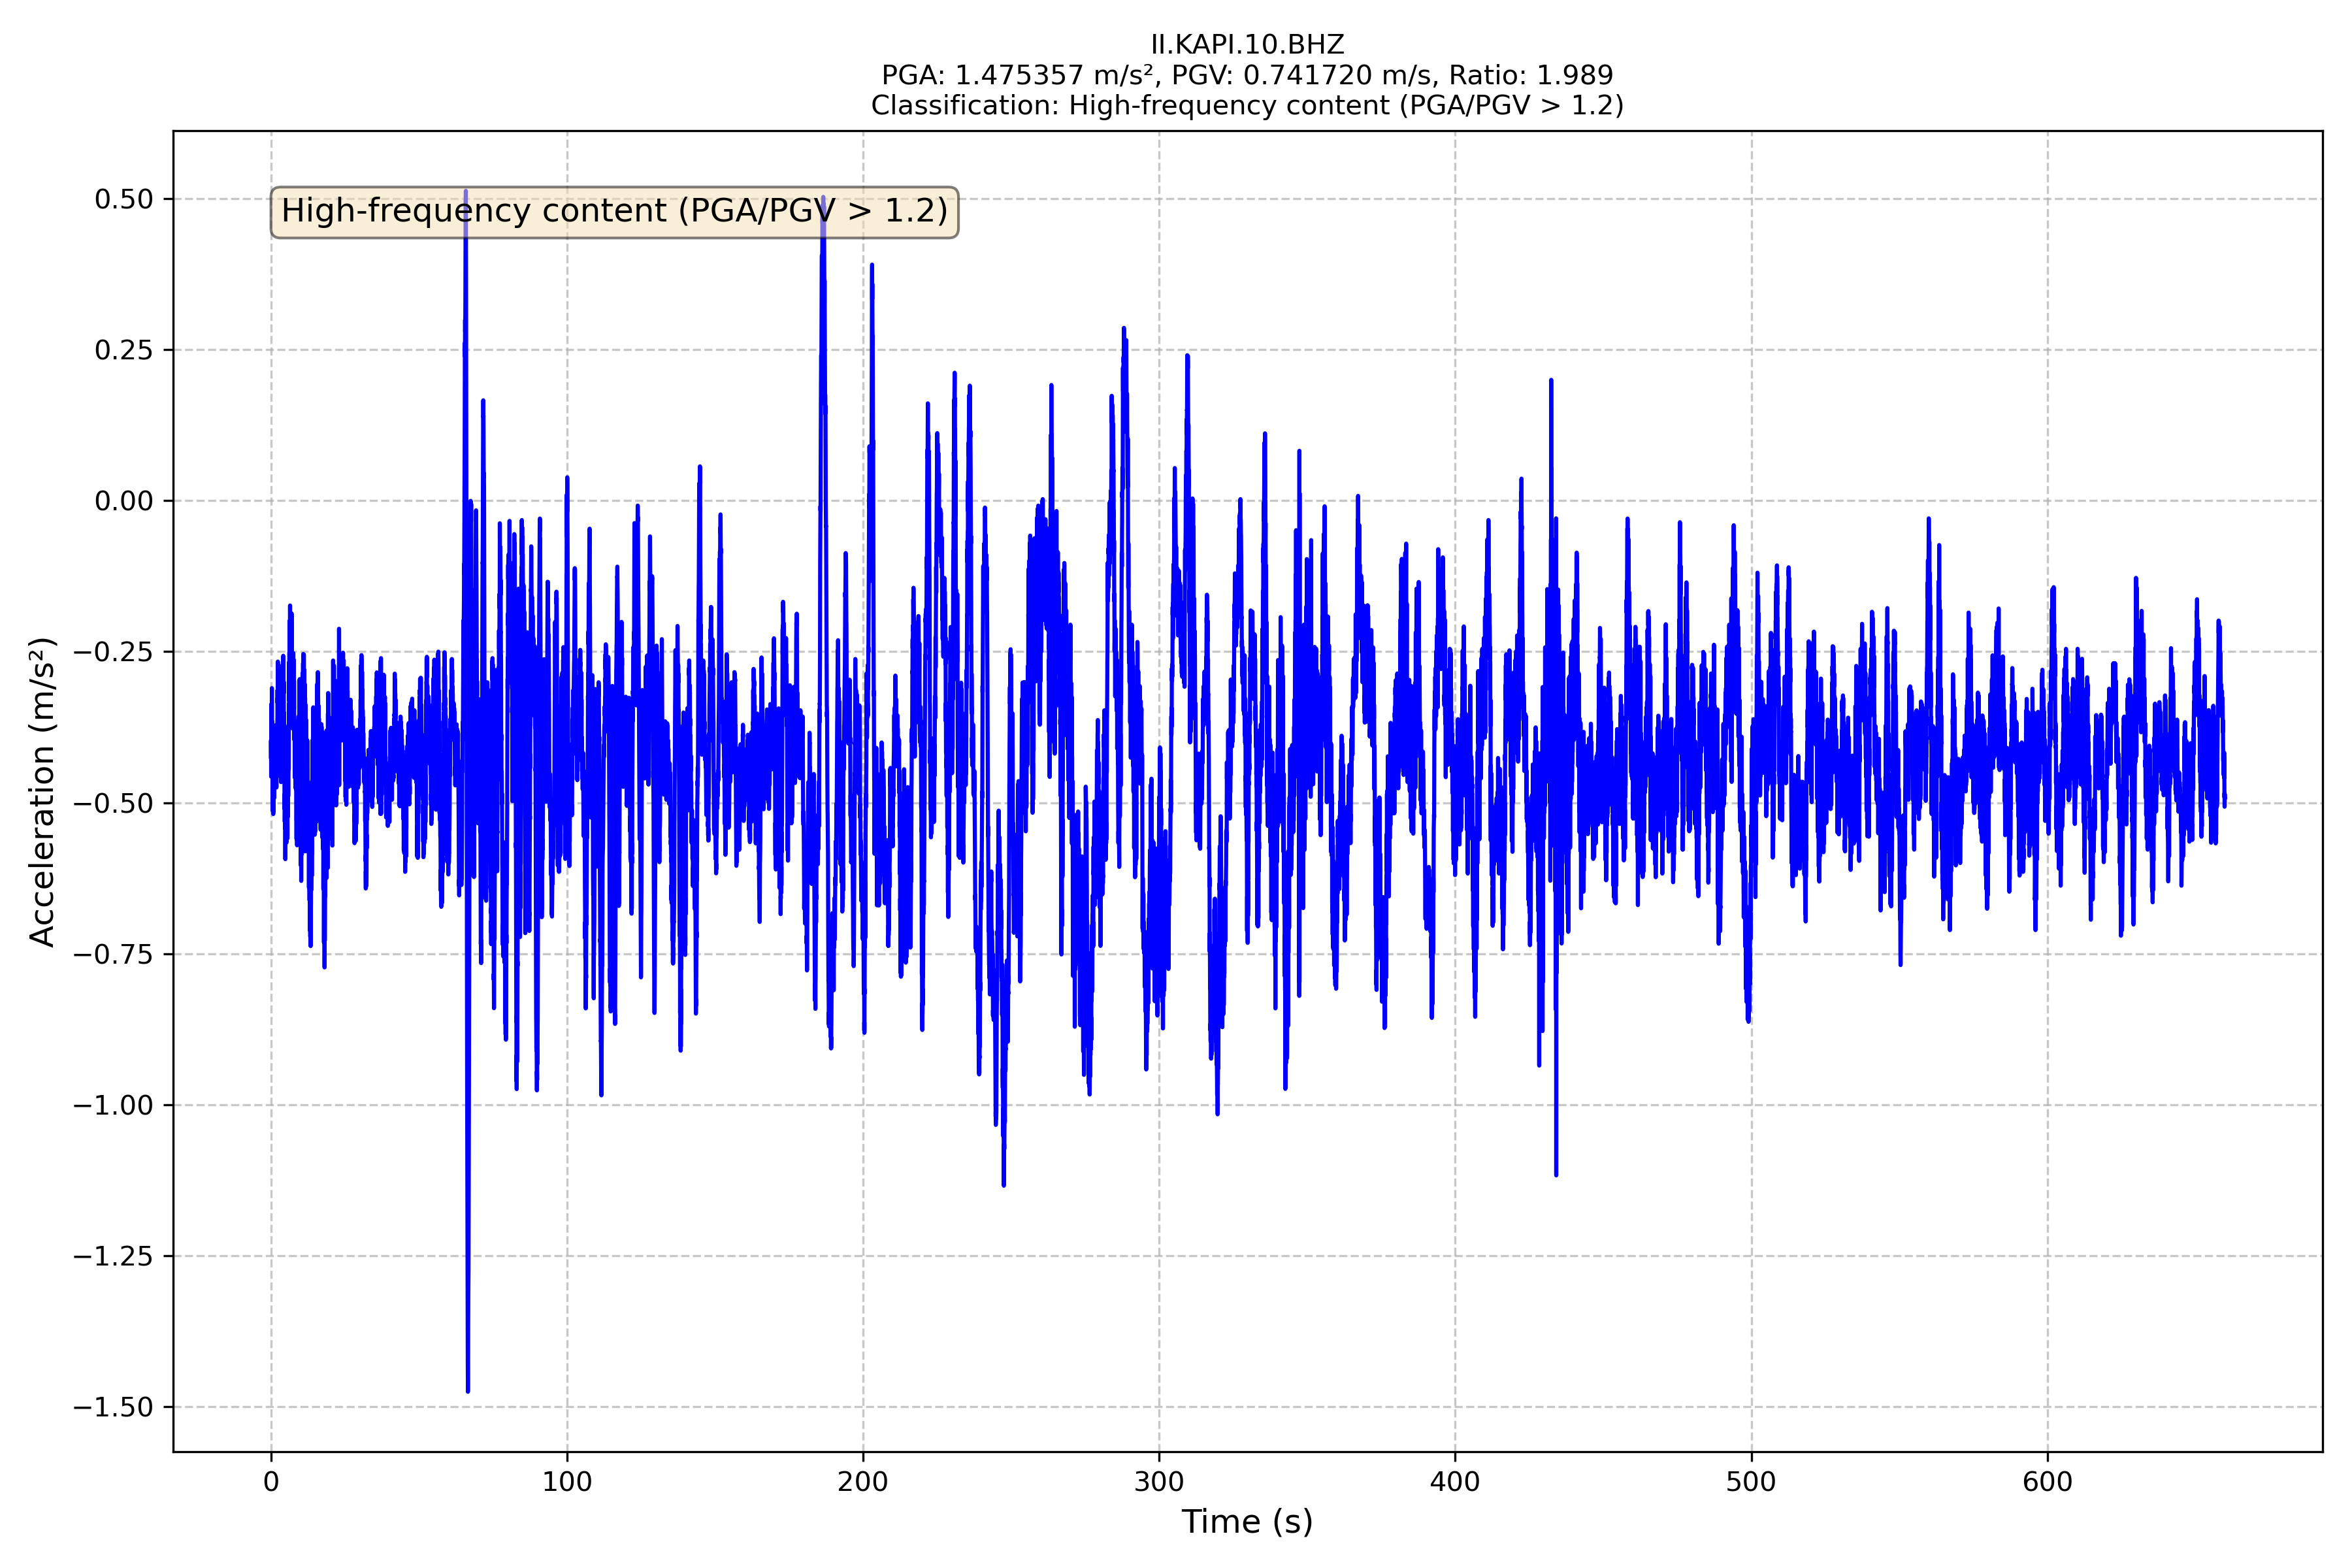 II.KAPI.10.BHZ
PGA: 1.475357 m/s², PGV: 0.741720 m/s, Ratio: 1.989
Classification: High-frequency content (PGA/PGV > 1.2)
High-frequency content (PGA/PGV > 1.2)
Acceleration (m/s²)
0.50
0.25
0.00
−0.25
−0.50
−0.75
−1.00
−1.25
−1.50
0 100 200 300 400 500 600
Time (s)